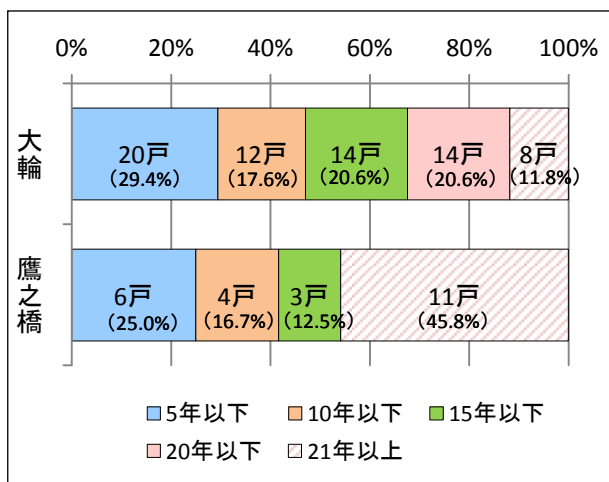 0% 20% 40% 60% 80% 100%
大輪
20戸 12戸 14戸 14戸 8戸
（29.4%） （17.6%） （20.6%） （20.6%） （11.8%）
鷹之橋
6戸 4戸 3戸 11戸
（25.0%） （16.7%） （12.5%） （45.8%）
5年以下 10年以下 15年以下
20年以下 21年以上